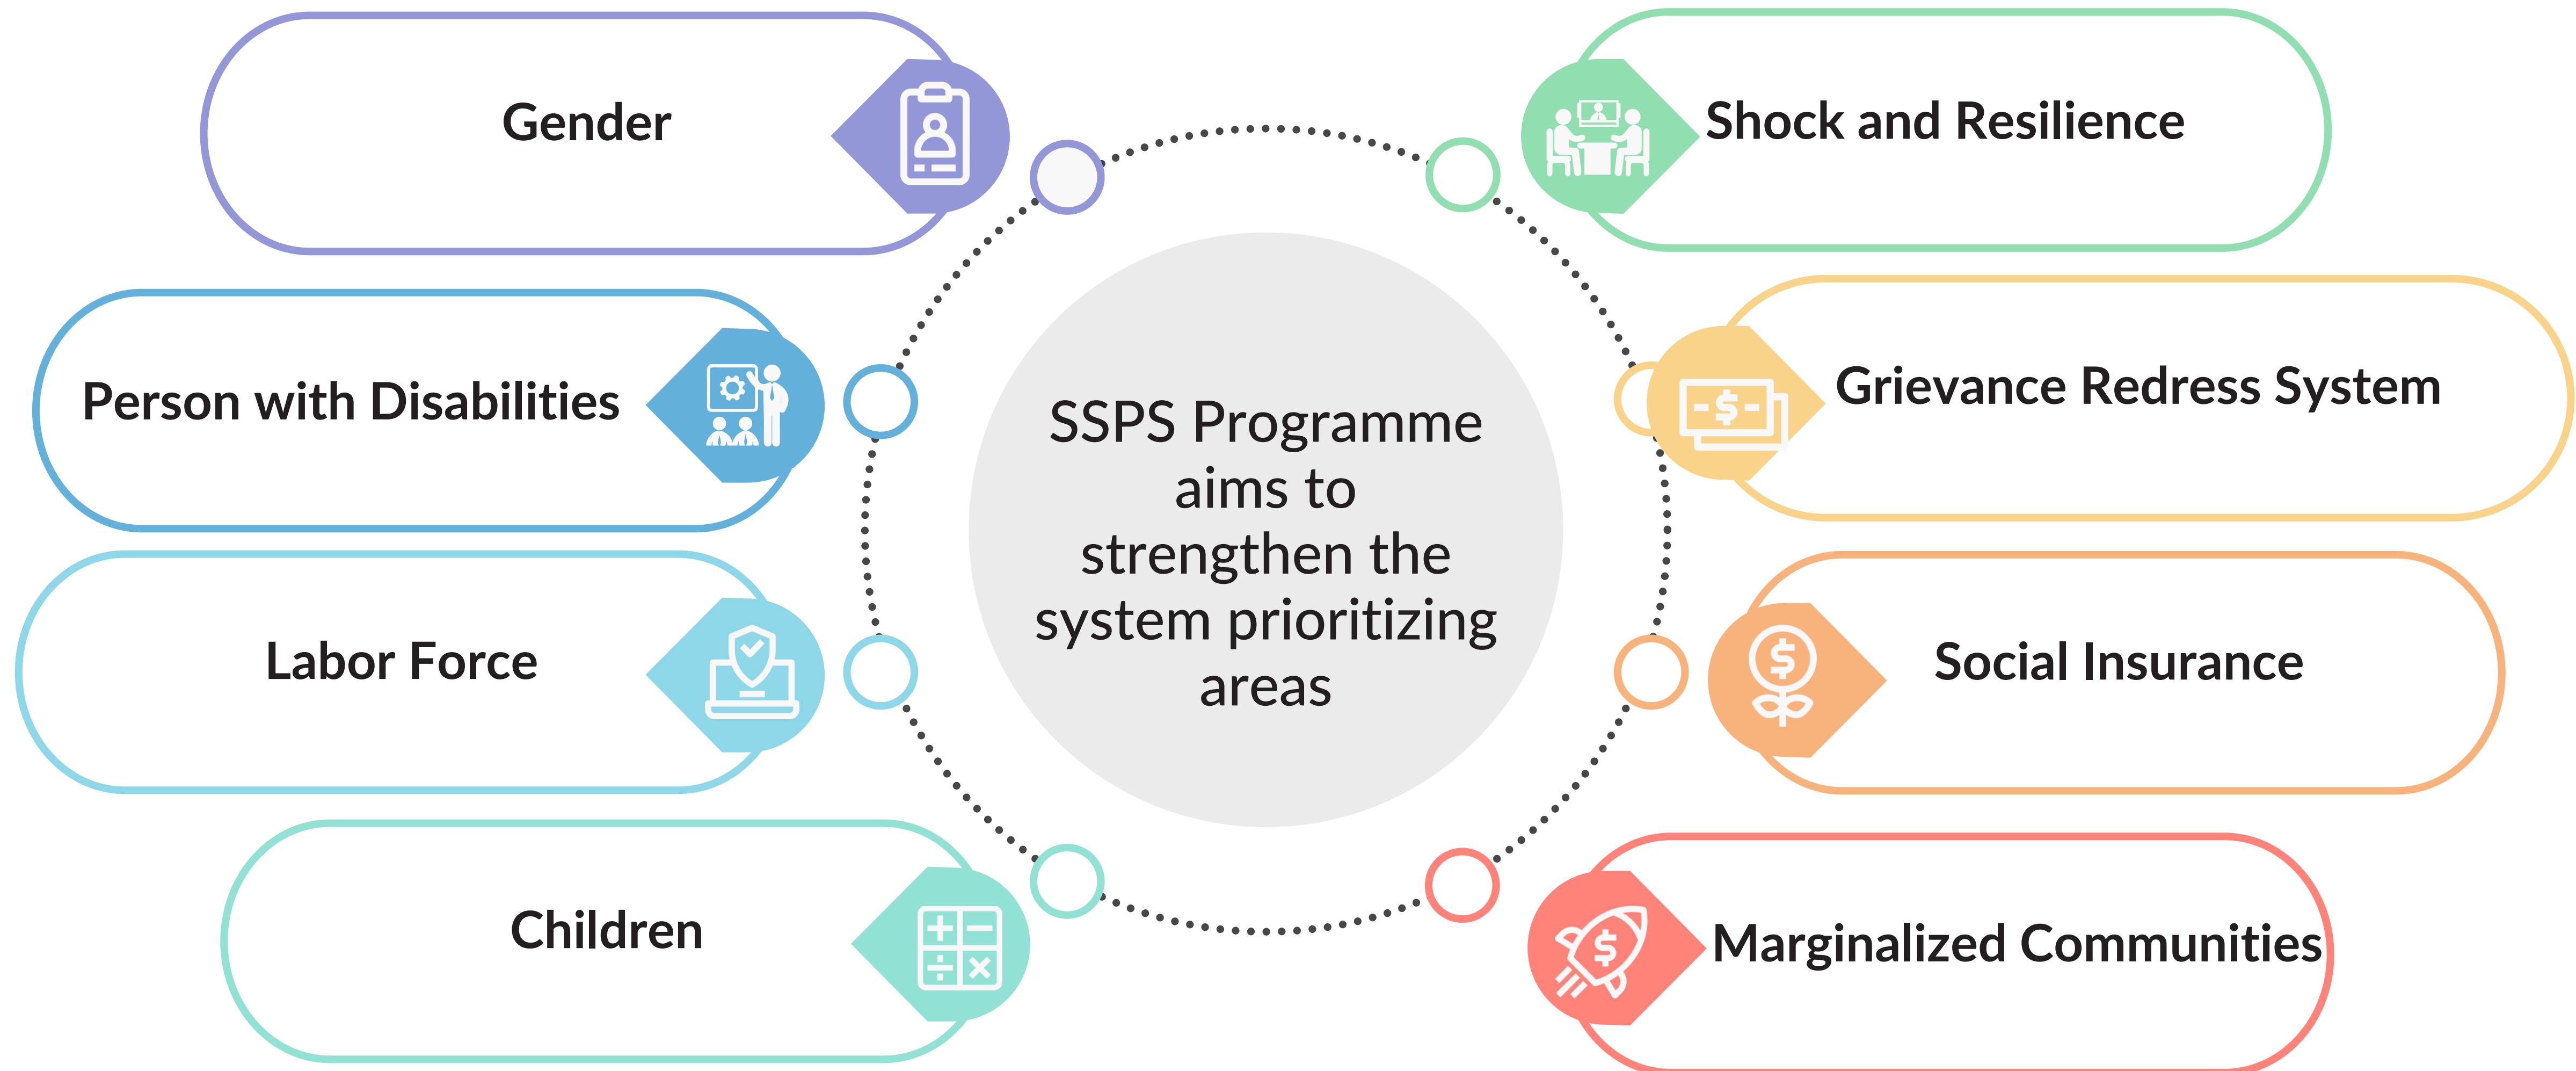 Gender
Person with Disabilities
Labor Force
Children
SSPS Programme
aims to
strengthen the
system prioritizing
areas
Shock and Resilience
Grievance Redress System
Social Insurance
Marginalized Communities